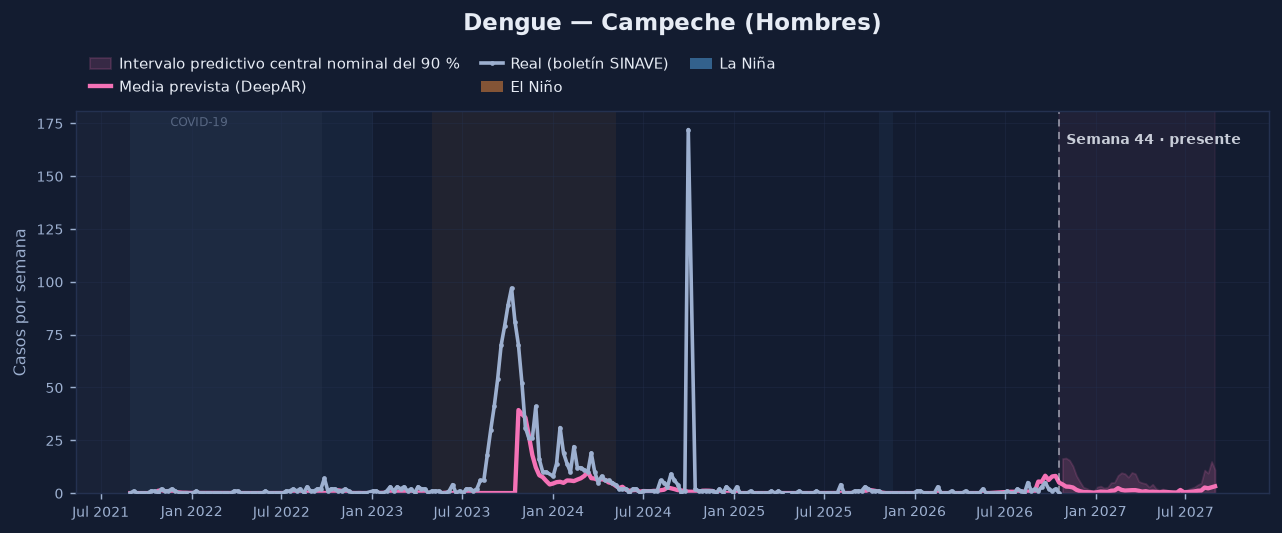 Dengue — Campeche (Hombres)
Intervalo predictivo central nominal del 90 %
Media prevista (DeepAR)
Real (boletín SINAVE)
El Niño
La Niña
COVID-19
Semana 44 · presente
Casos por semana
175
150
125
100
75
50
25
0
Jul 2021
Jan 2022
Jul 2022
Jan 2023
Jul 2023
Jan 2024
Jul 2024
Jan 2025
Jul 2025
Jan 2026
Jul 2026
Jan 2027
Jul 2027